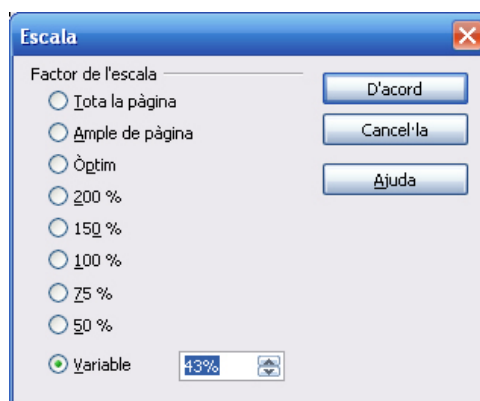 Escala
Factor de l'escala
Tota la pàgina
Ample de pàgina
Òptim
200 %
150 %
100 %
75 %
50 %
Variable 43%
D'acord
Cancel·la
Ajuda